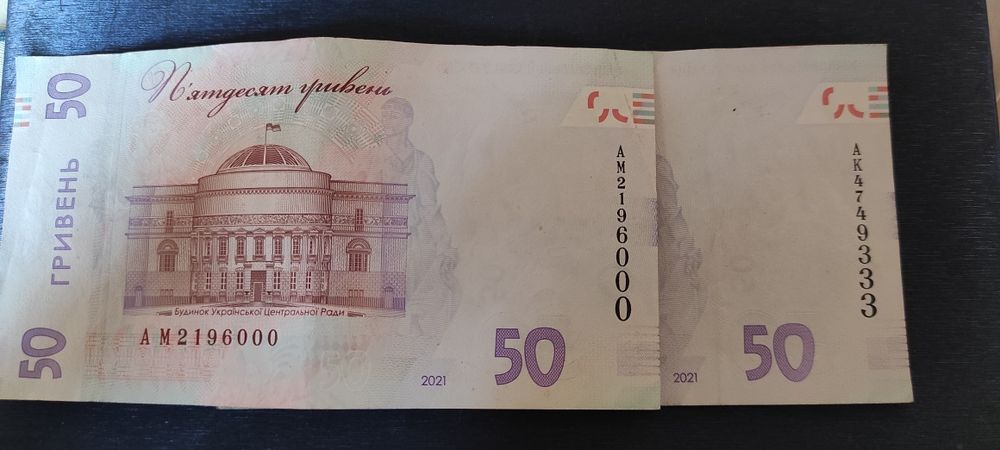 50
ГРИВЕНЬ
50
П'ятдесят гривень
Будинок Української Центральної Ради
АМ2196000
2021
50
АМ2196000
2021
50
АК4749333